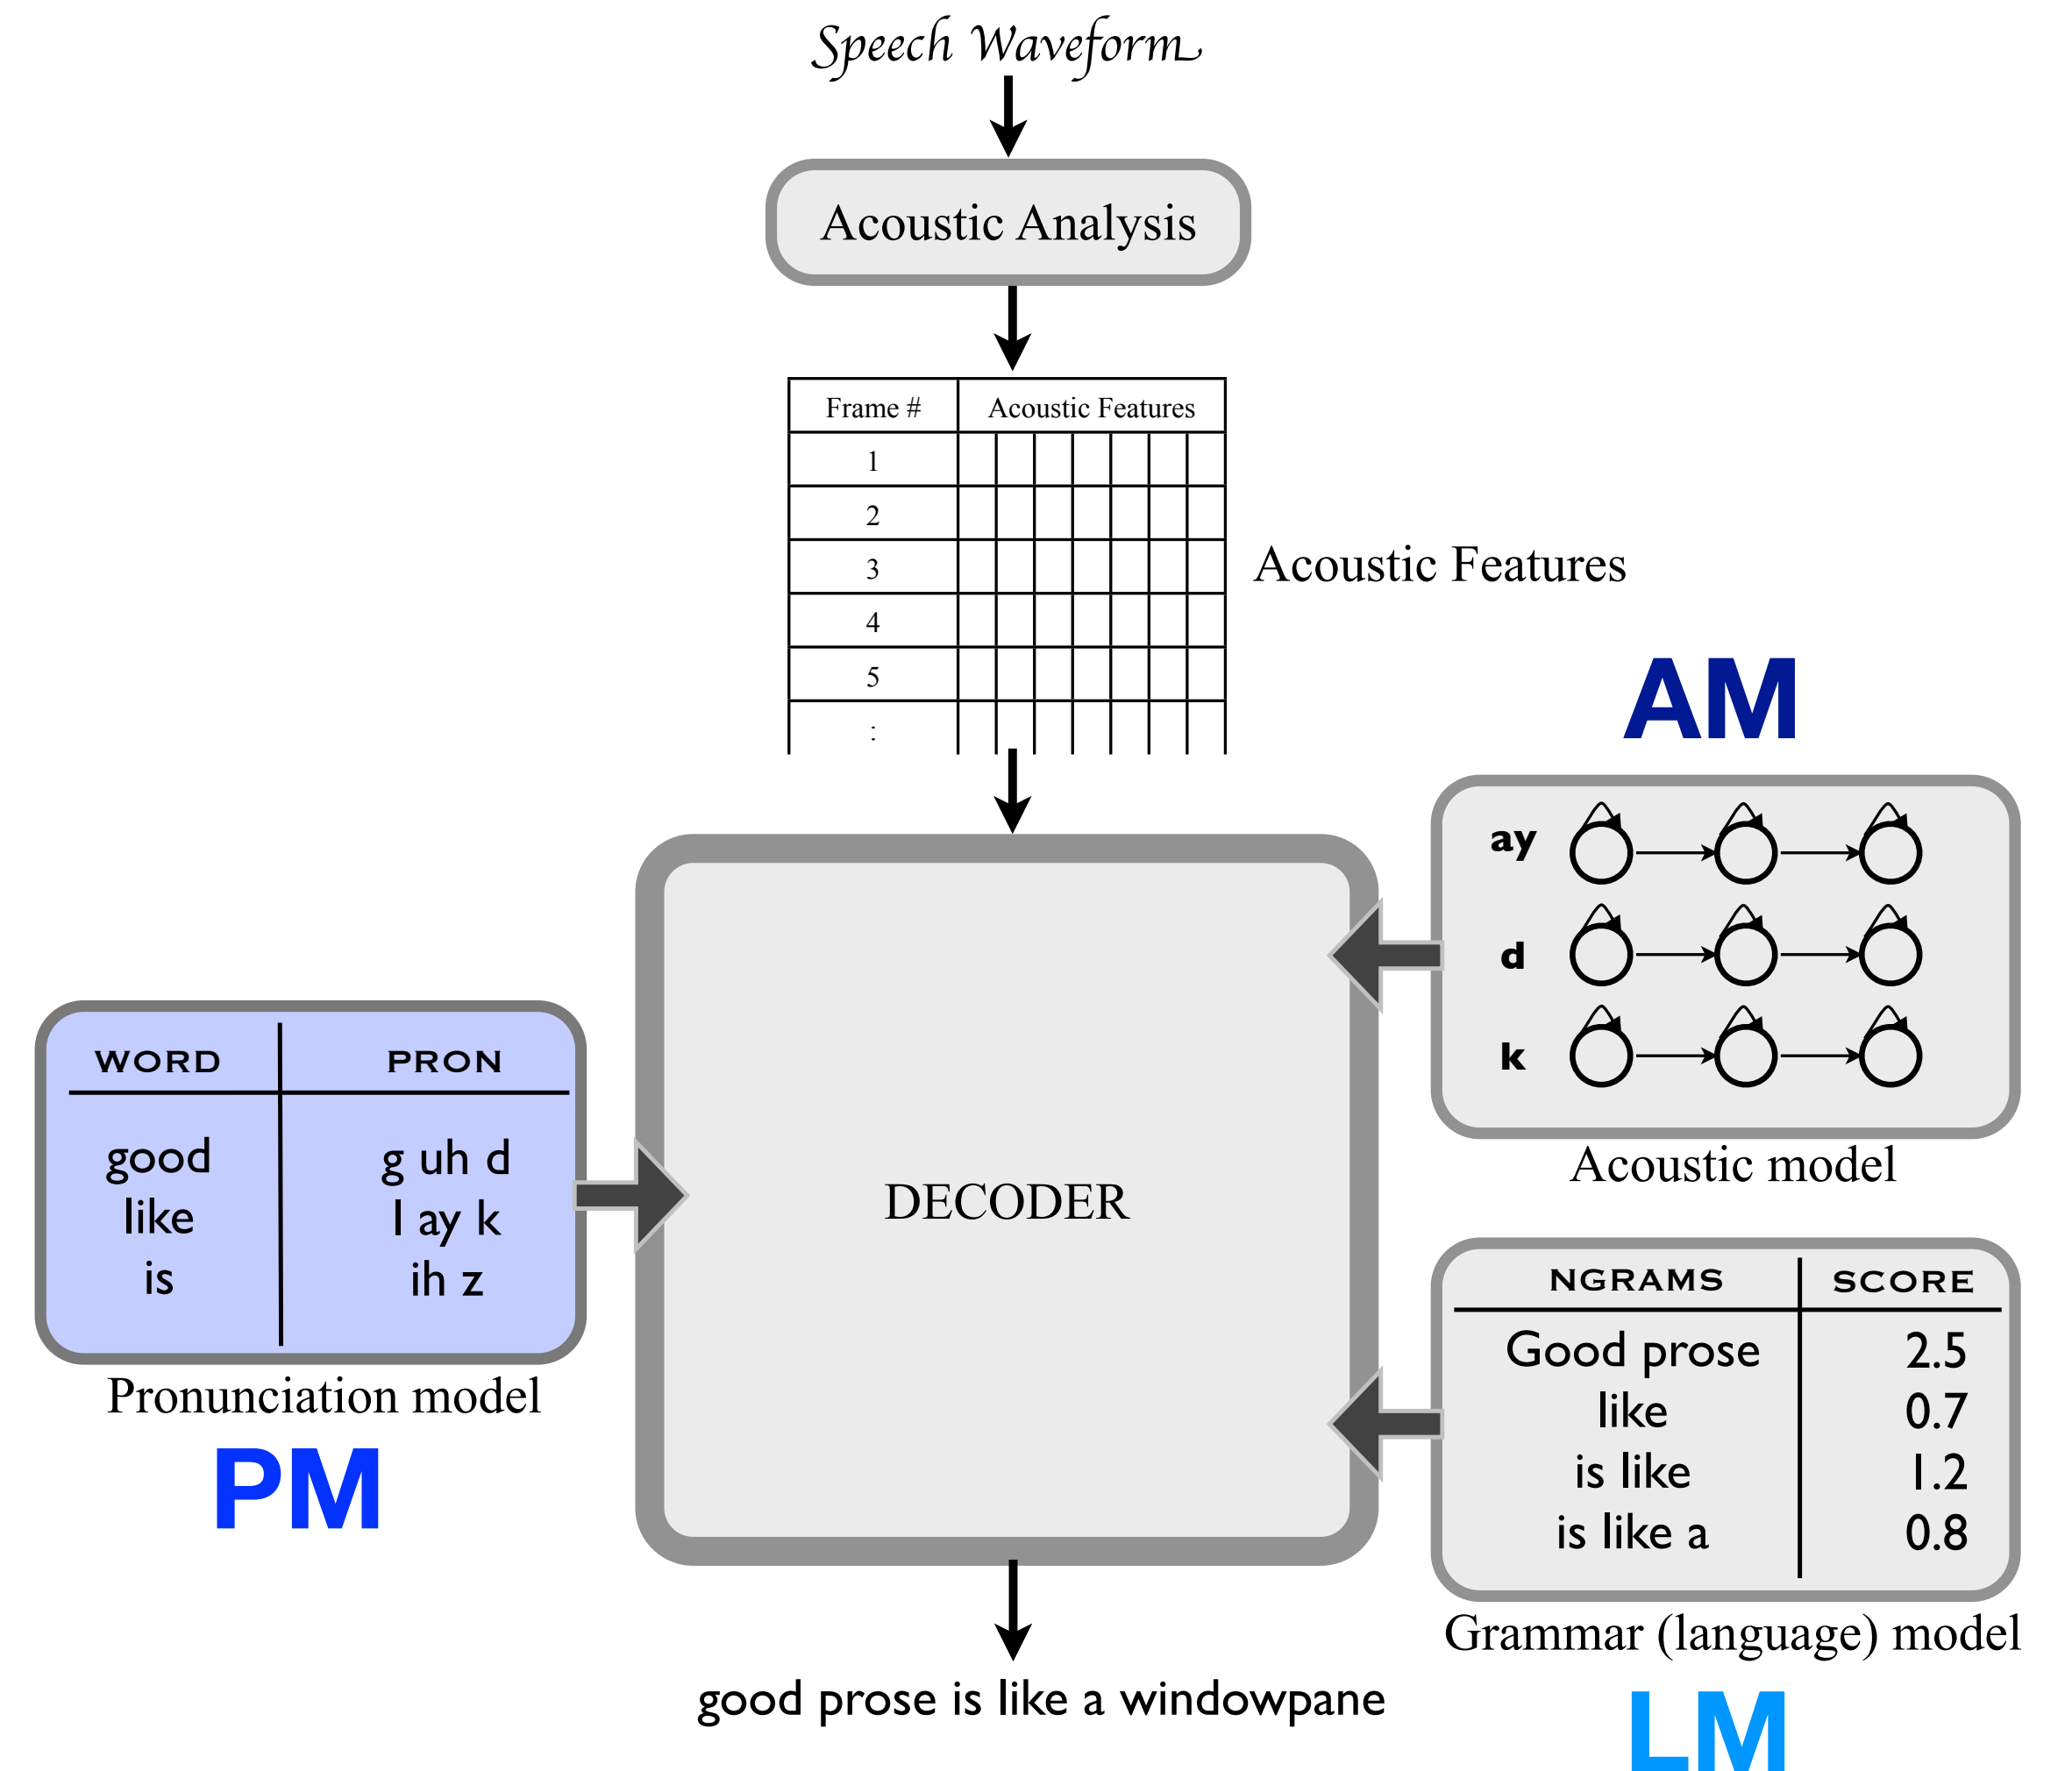 Speech Waveform
Acoustic Analysis
Frame # Acoustic Features
1
2
3
4
5
:
Acoustic Features
AM
ay
d
k
Acoustic model
WORD PRON
good g uh d
like l ay k
is ih z
Pronunciation model
PM
DECODER
NGRAMS SCORE
Good prose 2.5
like 0.7
is like 1.2
is like a 0.8
Grammar (language) model
LM
good prose is like a windowpane